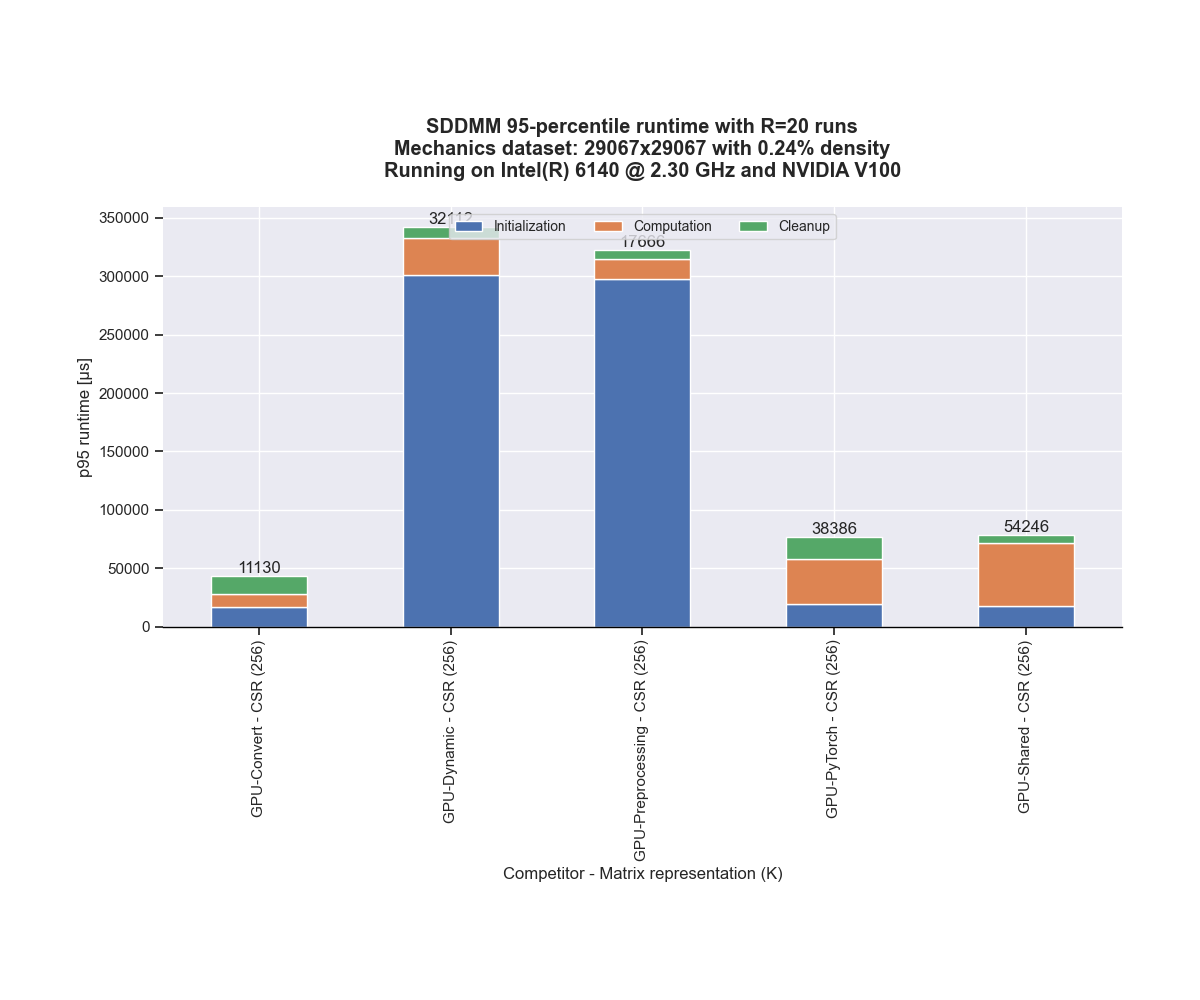 SDDMM 95-percentile runtime with R=20 runs
Mechanics dataset: 29067x29067 with 0.24% density
Running on Intel(R) 6140 @ 2.30 GHz and NVIDIA V100
Initialization
Computation
Cleanup
p95 runtime [µs]
350000
300000
250000
200000
150000
100000
50000
0
11130
32112
17666
38386
54246
GPU-Convert - CSR (256)
GPU-Dynamic - CSR (256)
GPU-Preprocessing - CSR (256)
GPU-PyTorch - CSR (256)
GPU-Shared - CSR (256)
Competitor - Matrix representation (K)